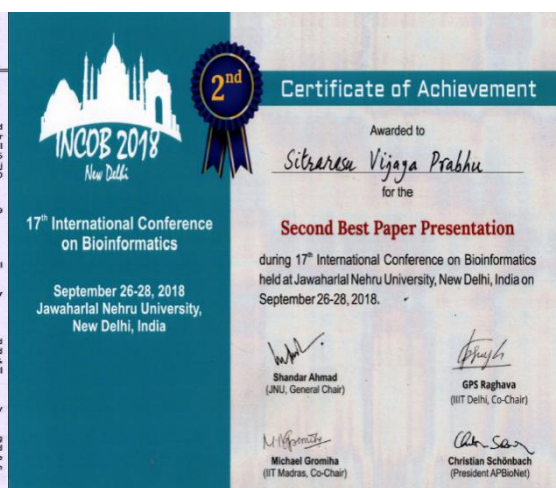 INCOB 2018
New Delhi
17th International Conference
on Bioinformatics
September 26-28, 2018
Jawaharlal Nehru University,
New Delhi, India
2nd
Certificate of Achievement
Awarded to
Vijaya Prabhu
for the
Second Best Paper Presentation
during 17th International Conference on Bioinformatics
held at Jawaharlal Nehru University, New Delhi, India on
September 26-28, 2018.
Shandar Ahmad
(JNU, General Chair)
GPS Raghava
(IIIT Delhi, Co-Chair)
Michael Gromiha
(IIT Madras, Co-Chair)
Christian Schönbach
(President APBioNet)